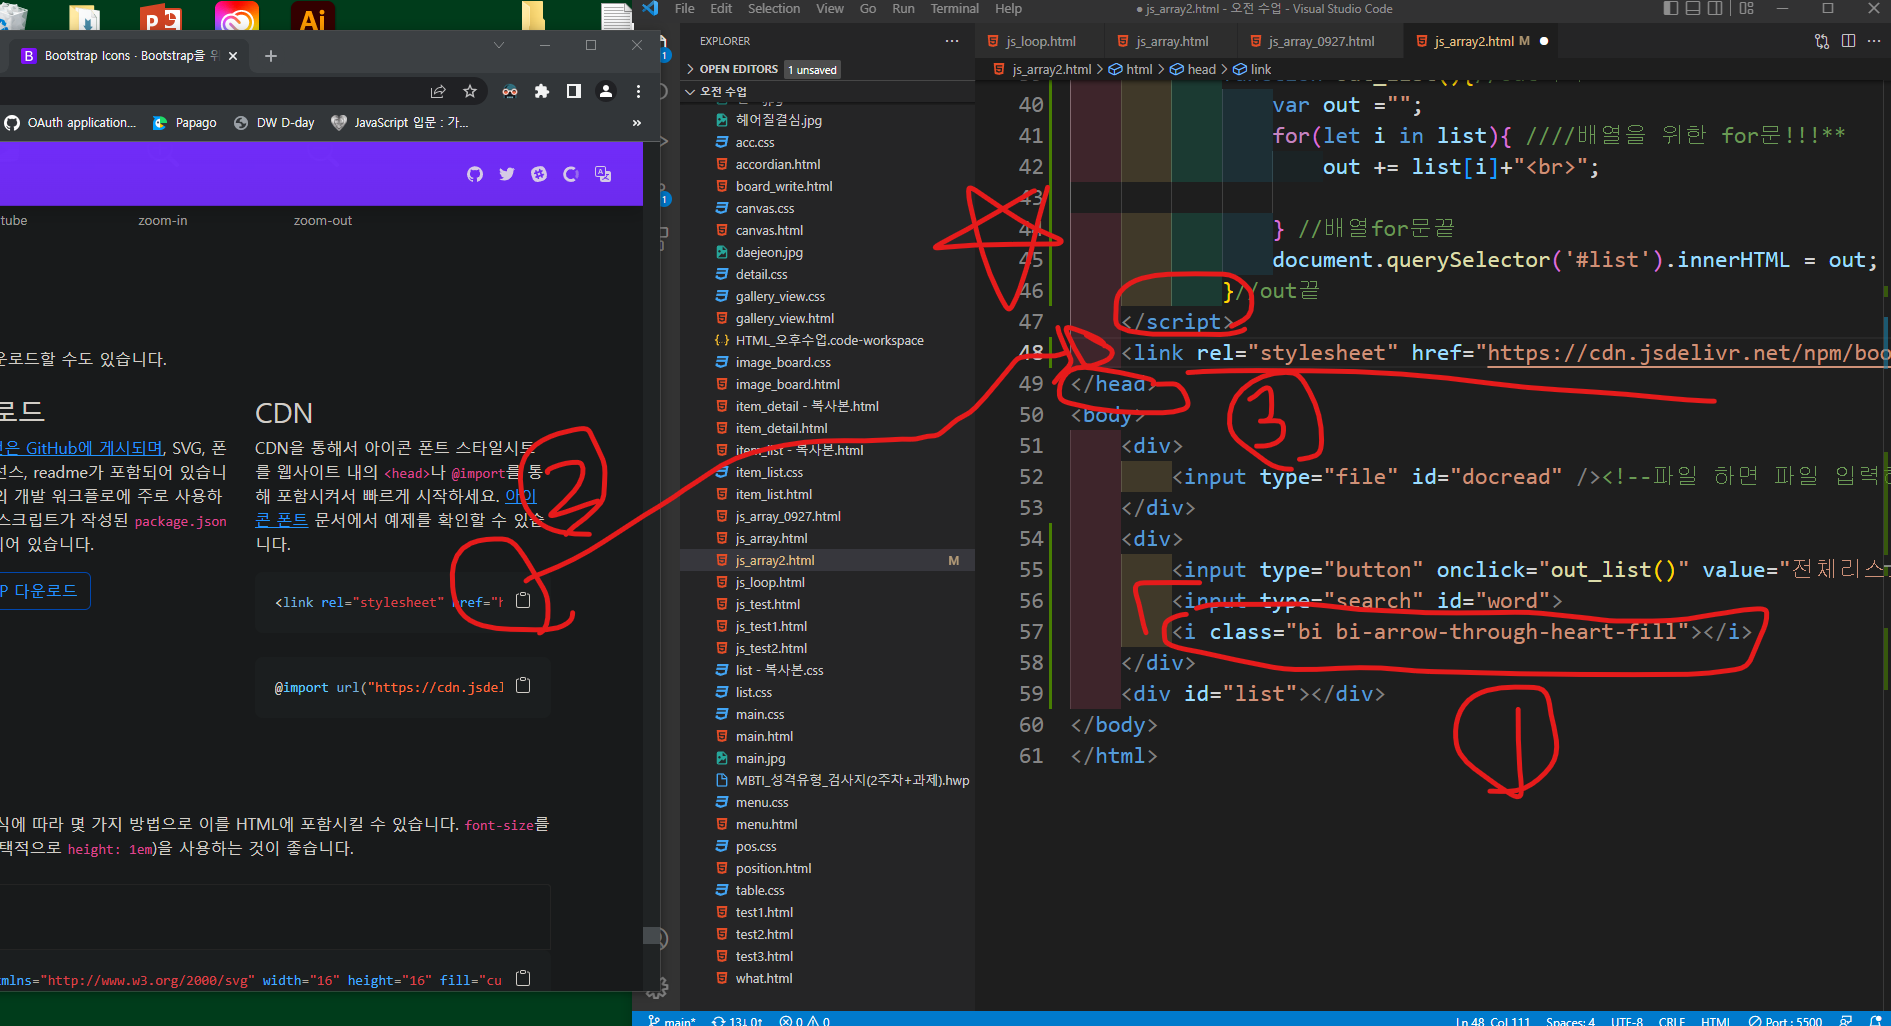 Bootstrap Icons · Bootstrap을 위
OAuth application...
Papago
DW D-day
JavaScript 입문 : 가...
»
tube
zoom-in
zoom-out
운로드할 수도 있습니다.
로드
은 GitHub에 게시되며, SVG, 폰
선스, readme가 포함되어 있습니
의 개발 워크플로에 주로 사용하
스크립트가 작성된 package.json
되어 있습니다.
P 다운로드
CDN
CDN을 통해서 아이콘 폰트 스타일시트
를 웹사이트 내의 <head>나 @import를 통
해 포함시켜서 빠르게 시작하세요. 아이
콘 폰트 문서에서 예제를 확인할 수 있습
니다.
<link rel="stylesheet" href="h
@import url("https://cdn.jsdel
식에 따라 몇 가지 방법으로 이를 HTML에 포함시킬 수 있습니다. font-size를
택적으로 height: 1em)을 사용하는 것이 좋습니다.
mlns="http://www.w3.org/2000/svg" width="16" height="16" fill="cu
File Edit Selection View Go Run Terminal Help
● js_array2.html - 오전 수업 - Visual Studio Code
EXPLORER
OPEN EDITORS 1 unsaved
오전 수업
헤어질결심.jpg
acc.css
accordian.html
board_write.html
canvas.css
canvas.html
daejeon.jpg
detail.css
gallery_view.css
gallery_view.html
HTML_오후수업.code-workspace
image_board.css
image_board.html
item_detail - 복사본.html
item_detail.html
item_list - 복사본.html
item_list.css
item_list.html
js_array_0927.html
js_array.html
js_array2.html M
js_loop.html
js_test.html
js_test1.html
js_test2.html
list - 복사본.css
list.css
main.css
main.html
main.jpg
MBTI_성격유형_검사지(2주차+과제).hwp
menu.css
menu.html
pos.css
position.html
table.css
test1.html
test2.html
test3.html
what.html
js_loop.html
js_array.html
js_array_0927.html
js_array2.html M
js_array2.html > html > head > link
40 var out ="";
41 for(let i in list){ ////배열을 위한 for문!!!**
42 out += list[i]+"<br>";
43
44 } //배열for문끝
45 document.querySelector('#list').innerHTML = out;
46 }//out끝
47 </script>
48 <link rel="stylesheet" href="https://cdn.jsdelivr.net/npm/boo
49 </head>
50 <body>
51 <div>
52 <input type="file" id="docread" /><!--파일 하면 파일 입력
53 </div>
54 <div>
55 <input type="button" onclick="out_list()" value="전체리스
56 <input type="search" id="word">
57 <i class="bi bi-arrow-through-heart-fill"></i>
58 </div>
59 <div id="list"></div>
60 </body>
61 </html>
2
3
1
main* 13↓ 0↑ 0 0
Ln 48, Col 111 Spaces: 4 UTF-8 CRLF HTML Port : 5500